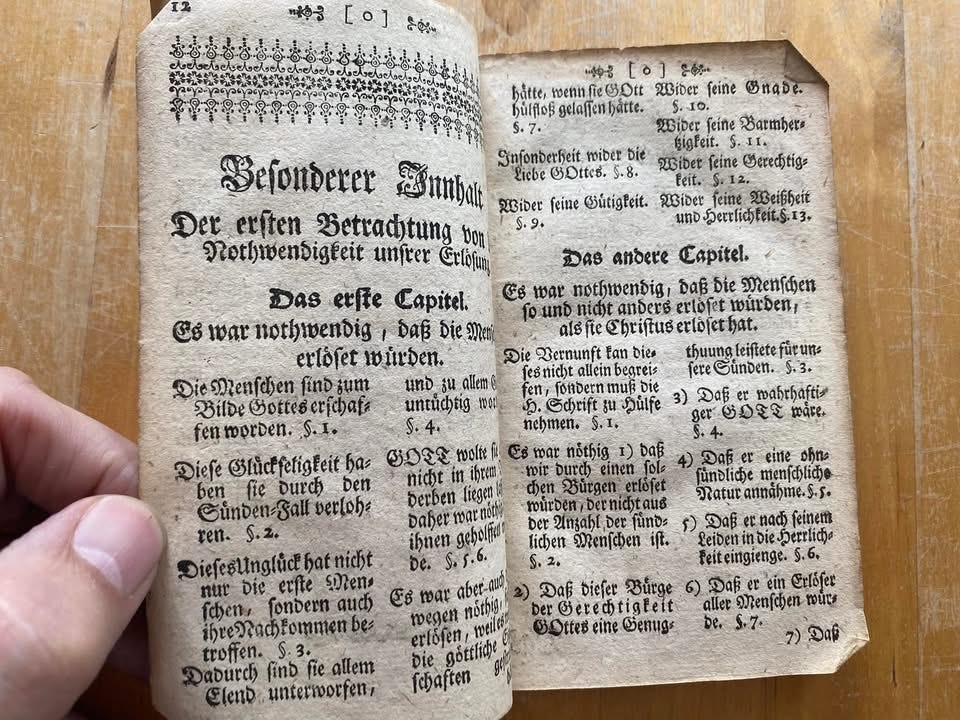 12
[ o ]
Besonderer Innhalt
Der ersten Betrachtung von
Nothwendigkeit unsrer Erlösung
Das erste Capitel.
Es war nothwendig, daß die
erlöset würden.
Die Menschen sind zum
Bilde Gottes erschaf-
fen worden. §. 1.
Diese Glückseligkeit ha-
ben sie durch den
Sünden-Fall verloh-
ren. §. 2.
Dieses Unglück hat nicht
nur die erste Men-
schen, sondern auch
ihre Nachkommen be-
troffen. §. 3.
Dadurch sind sie allem
Elend unterworfen,
und zu allem
untüchtig
§. 4.
GOTT wolte
nicht in ihrem
derben liegen
daher war
ihnen geholffen
de. §. 5. 6.
Es war aber auch
wegen nöthig,
erlösen, weil
die göttliche
schaften
[ o ]
hätte, wenn sie GOtt
hülfloß gelassen hätte.
§. 7.
Insonderheit wider die
Liebe GOttes. §. 8.
Wider seine Gütigkeit.
§. 9.
Wider seine Gnade.
§. 10.
Wider seine Barmher-
tzigkeit. §. 11.
Wider seine Gerechtig-
keit. §. 12.
Wider seine Weißheit
und Herrlichkeit. §. 13.
Das andere Capitel.
Es war nothwendig, daß die Menschen
so und nicht anders erlöset würden,
als sie Christus erlöset hat.
Die Vernunft kan die-
ses nicht allein begrei-
fen, sondern muß die
H. Schrift zu Hülfe
nehmen. §. 1.
Es war nöthig 1) daß
wir durch einen sol-
chen Bürgen erlöset
würden, der nicht aus
der Anzahl der sünd-
lichen Menschen ist.
§. 2.
2) Daß dieser Bürge
der Gerechtigkeit
GOttes eine Genug-
thuung leistete für un-
sere Sünden. §. 3.
3) Daß er wahrhafti-
ger GOTT wäre.
§. 4.
4) Daß er eine ohn-
sündliche menschliche
Natur annähme. §. 5.
5) Daß er nach seinem
Leiden in die Herrlich-
keit eingienge. §. 6.
6) Daß er ein Erlöser
aller Menschen wür-
de. §. 7.
7) Daß